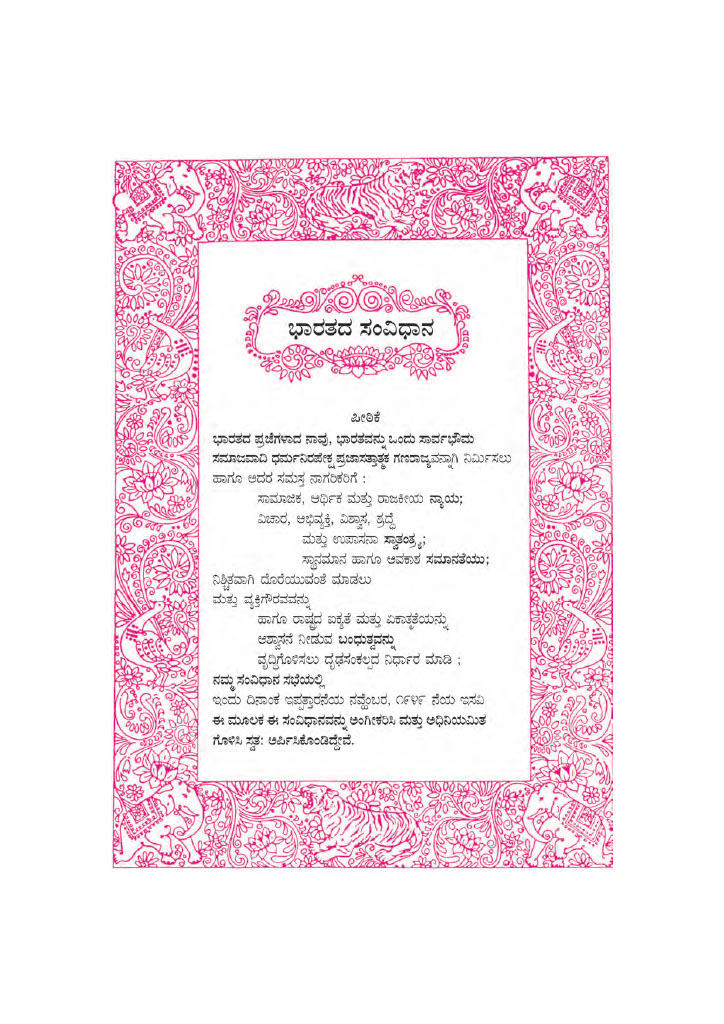 ಭಾರತದ ಸಂವಿಧಾನ
ಪೀಠಿಕೆ
ಭಾರತದ ಪ್ರಜೆಗಳಾದ ನಾವು, ಭಾರತವನ್ನು ಒಂದು ಸಾರ್ವಭೌಮ
ಸಮಾಜವಾದಿ ಧರ್ಮನಿರಪೇಕ್ಷ ಪ್ರಜಾಸತ್ತಾತ್ಮಕ ಗಣರಾಜ್ಯವನ್ನಾಗಿ ನಿರ್ಮಿಸಲು
ಹಾಗೂ ಅದರ ಸಮಸ್ತ ನಾಗರಿಕರಿಗೆ :
ಸಾಮಾಜಿಕ, ಆರ್ಥಿಕ ಮತ್ತು ರಾಜಕೀಯ ನ್ಯಾಯ;
ವಿಚಾರ, ಅಭಿವ್ಯಕ್ತಿ, ವಿಶ್ವಾಸ, ಶ್ರದ್ಧೆ
ಮತ್ತು ಉಪಾಸನಾ ಸ್ವಾತಂತ್ರ್ಯ;
ಸ್ಥಾನಮಾನ ಹಾಗೂ ಅವಕಾಶ ಸಮಾನತೆಯು;
ನಿಶ್ಚಿತವಾಗಿ ದೊರೆಯುವಂತೆ ಮಾಡಲು
ಮತ್ತು ವ್ಯಕ್ತಿಗೌರವವನ್ನು
ಹಾಗೂ ರಾಷ್ಟ್ರದ ಐಕ್ಯತೆ ಮತ್ತು ಏಕಾತ್ಮತೆಯನ್ನು
ಆಶ್ವಾಸನೆ ನೀಡುವ ಬಂಧುತ್ವವನ್ನು
ವೃದ್ಧಿಗೊಳಿಸಲು ದೃಢಸಂಕಲ್ಪದ ನಿರ್ಧಾರ ಮಾಡಿ ;
ನಮ್ಮ ಸಂವಿಧಾನ ಸಭೆಯಲ್ಲಿ
ಇಂದು ದಿನಾಂಕ ಇಪ್ಪತ್ತಾರನೆಯ ನವ್ಹೆಂಬರ, ೧೯೪೯ ನೆಯ ಇಸವಿ
ಈ ಮೂಲಕ ಈ ಸಂವಿಧಾನವನ್ನು ಅಂಗೀಕರಿಸಿ ಮತ್ತು ಅಧಿನಿಯಮಿತ
ಗೊಳಿಸಿ ಸ್ವತ: ಅರ್ಪಿಸಿಕೊಂಡಿದ್ದೇವೆ.